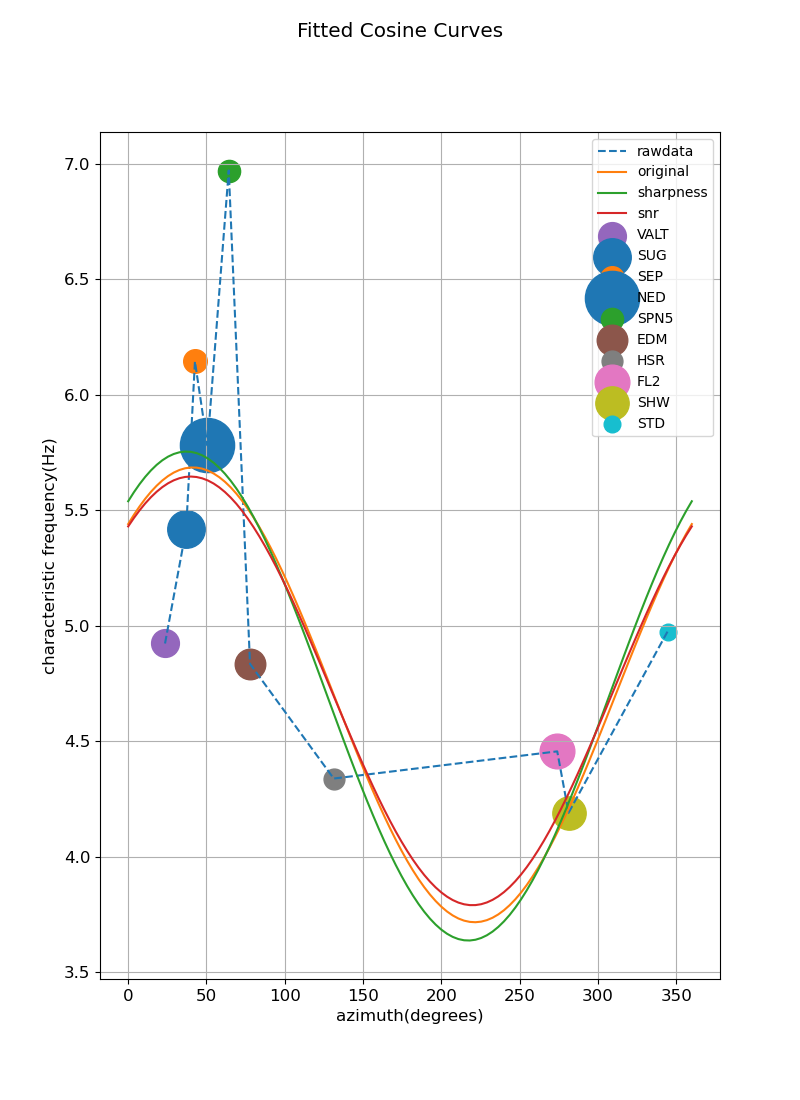 Fitted Cosine Curves
7.0
6.5
6.0
5.5
5.0
4.5
4.0
3.5
characteristic frequency(Hz)
rawdata
original
sharpness
snr
VALT
SUG
SEP
NED
SPN5
EDM
HSR
FL2
SHW
STD
0 50 100 150 200 250 300 350
azimuth(degrees)